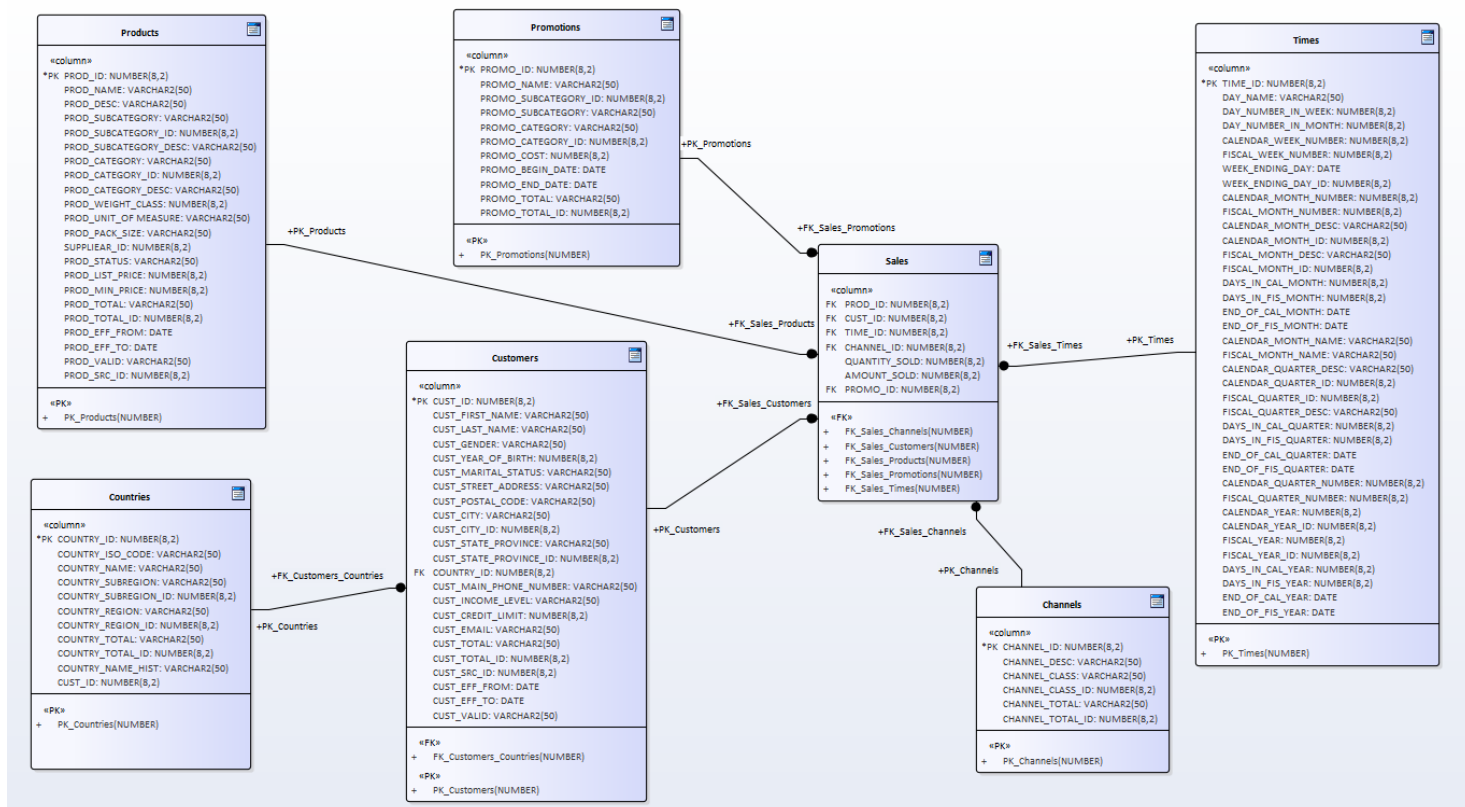 Products
«column»
*PK PROD_ID: NUMBER(8,2)
PROD_NAME: VARCHAR2(50)
PROD_DESC: VARCHAR2(50)
PROD_SUBCATEGORY: VARCHAR2(50)
PROD_SUBCATEGORY_ID: NUMBER(8,2)
PROD_SUBCATEGORY_DESC: VARCHAR2(50)
PROD_CATEGORY: VARCHAR2(50)
PROD_CATEGORY_ID: NUMBER(8,2)
PROD_CATEGORY_DESC: VARCHAR2(50)
PROD_WEIGHT_CLASS: NUMBER(8,2)
PROD_UNIT_OF MEASURE: VARCHAR2(50)
PROD_PACK_SIZE: VARCHAR2(50)
SUPPLIEAR_ID: NUMBER(8,2)
PROD_STATUS: VARCHAR2(50)
PROD_LIST_PRICE: NUMBER(8,2)
PROD_MIN_PRICE: NUMBER(8,2)
PROD_TOTAL: VARCHAR2(50)
PROD_TOTAL_ID: NUMBER(8,2)
PROD_EFF_FROM: DATE
PROD_EFF_TO: DATE
PROD_VALID: VARCHAR2(50)
PROD_SRC_ID: NUMBER(8,2)
«PK»
+ PK_Products(NUMBER)
Promotions
«column»
*PK PROMO_ID: NUMBER(8,2)
PROMO_NAME: VARCHAR2(50)
PROMO_SUBCATEGORY_ID: NUMBER(8,2)
PROMO_SUBCATEGORY: VARCHAR2(50)
PROMO_CATEGORY: VARCHAR2(50)
PROMO_CATEGORY_ID: NUMBER(8,2)
PROMO_COST: NUMBER(8,2)
PROMO_BEGIN_DATE: DATE
PROMO_END_DATE: DATE
PROMO_TOTAL: VARCHAR2(50)
PROMO_TOTAL_ID: NUMBER(8,2)
«PK»
+ PK_Promotions(NUMBER)
+PK_Promotions
+FK_Sales_Promotions
+PK_Products
+FK_Sales_Products
Sales
«column»
FK PROD_ID: NUMBER(8,2)
FK CUST_ID: NUMBER(8,2)
FK TIME_ID: NUMBER(8,2)
FK CHANNEL_ID: NUMBER(8,2)
QUANTITY_SOLD: NUMBER(8,2)
AMOUNT_SOLD: NUMBER(8,2)
FK PROMO_ID: NUMBER(8,2)
«FK»
+ FK_Sales_Channels(NUMBER)
+ FK_Sales_Customers(NUMBER)
+ FK_Sales_Products(NUMBER)
+ FK_Sales_Promotions(NUMBER)
+ FK_Sales_Times(NUMBER)
+FK_Sales_Times
+PK_Times
Times
«column»
*PK TIME_ID: NUMBER(8,2)
DAY_NAME: VARCHAR2(50)
DAY_NUMBER_IN_WEEK: NUMBER(8,2)
DAY_NUMBER_IN_MONTH: NUMBER(8,2)
CALENDAR_WEEK_NUMBER: NUMBER(8,2)
FISCAL_WEEK_NUMBER: NUMBER(8,2)
WEEK_ENDING_DAY: DATE
WEEK_ENDING_DAY_ID: NUMBER(8,2)
CALENDAR_MONTH_NUMBER: NUMBER(8,2)
FISCAL_MONTH_NUMBER: NUMBER(8,2)
CALENDAR_MONTH_DESC: VARCHAR2(50)
CALENDAR_MONTH_ID: NUMBER(8,2)
FISCAL_MONTH_DESC: VARCHAR2(50)
FISCAL_MONTH_ID: NUMBER(8,2)
DAYS_IN_CAL_MONTH: NUMBER(8,2)
DAYS_IN_FIS_MONTH: NUMBER(8,2)
END_OF_CAL_MONTH: DATE
END_OF_FIS_MONTH: DATE
CALENDAR_MONTH_NAME: VARCHAR2(50)
FISCAL_MONTH_NAME: VARCHAR2(50)
CALENDAR_QUARTER_DESC: VARCHAR2(50)
CALENDAR_QUARTER_ID: NUMBER(8,2)
FISCAL_QUARTER_ID: NUMBER(8,2)
FISCAL_QUARTER_DESC: VARCHAR2(50)
DAYS_IN_CAL_QUARTER: NUMBER(8,2)
DAYS_IN_FIS_QUARTER: NUMBER(8,2)
END_OF_CAL_QUARTER: DATE
END_OF_FIS_QUARTER: DATE
CALENDAR_QUARTER_NUMBER: NUMBER(8,2)
FISCAL_QUARTER_NUMBER: NUMBER(8,2)
CALENDAR_YEAR: NUMBER(8,2)
CALENDAR_YEAR_ID: NUMBER(8,2)
FISCAL_YEAR: NUMBER(8,2)
FISCAL_YEAR_ID: NUMBER(8,2)
DAYS_IN_CAL_YEAR: NUMBER(8,2)
DAYS_IN_FIS_YEAR: NUMBER(8,2)
END_OF_CAL_YEAR: DATE
END_OF_FIS_YEAR: DATE
«PK»
+ PK_Times(NUMBER)
Countries
«column»
*PK COUNTRY_ID: NUMBER(8,2)
COUNTRY_ISO_CODE: VARCHAR2(50)
COUNTRY_NAME: VARCHAR2(50)
COUNTRY_SUBREGION: VARCHAR2(50)
COUNTRY_SUBREGION_ID: NUMBER(8,2)
COUNTRY_REGION: VARCHAR2(50)
COUNTRY_REGION_ID: NUMBER(8,2)
COUNTRY_TOTAL: VARCHAR2(50)
COUNTRY_TOTAL_ID: NUMBER(8,2)
COUNTRY_NAME_HIST: VARCHAR2(50)
CUST_ID: NUMBER(8,2)
«PK»
+ PK_Countries(NUMBER)
+FK_Customers_Countries
+PK_Countries
Customers
«column»
*PK CUST_ID: NUMBER(8,2)
CUST_FIRST_NAME: VARCHAR2(50)
CUST_LAST_NAME: VARCHAR2(50)
CUST_GENDER: VARCHAR2(50)
CUST_YEAR_OF_BIRTH: NUMBER(8,2)
CUST_MARITAL_STATUS: VARCHAR2(50)
CUST_STREET_ADDRESS: VARCHAR2(50)
CUST_POSTAL_CODE: VARCHAR2(50)
CUST_CITY: VARCHAR2(50)
CUST_CITY_ID: NUMBER(8,2)
CUST_STATE_PROVINCE: VARCHAR2(50)
CUST_STATE_PROVINCE_ID: NUMBER(8,2)
FK COUNTRY_ID: NUMBER(8,2)
CUST_MAIN_PHONE_NUMBER: VARCHAR2(50)
CUST_INCOME_LEVEL: VARCHAR2(50)
CUST_CREDIT_LIMIT: NUMBER(8,2)
CUST_EMAIL: VARCHAR2(50)
CUST_TOTAL: VARCHAR2(50)
CUST_TOTAL_ID: NUMBER(8,2)
CUST_SRC_ID: NUMBER(8,2)
CUST_EFF_FROM: DATE
CUST_EFF_TO: DATE
CUST_VALID: VARCHAR2(50)
«FK»
+ FK_Customers_Countries(NUMBER)
«PK»
+ PK_Customers(NUMBER)
+FK_Sales_Customers
+PK_Customers
+FK_Sales_Channels
+PK_Channels
Channels
«column»
*PK CHANNEL_ID: NUMBER(8,2)
CHANNEL_DESC: VARCHAR2(50)
CHANNEL_CLASS: VARCHAR2(50)
CHANNEL_CLASS_ID: NUMBER(8,2)
CHANNEL_TOTAL: VARCHAR2(50)
CHANNEL_TOTAL_ID: NUMBER(8,2)
«PK»
+ PK_Channels(NUMBER)